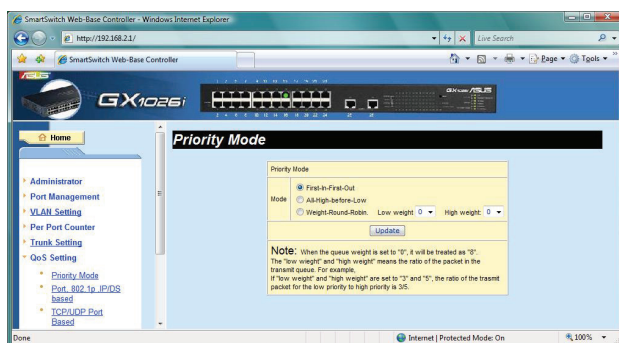 SmartSwitch Web-Base Controller - Windows Internet Explorer
http://192.168.2.1/
Live Search
SmartSwitch Web-Base Controller
Page
Tools
ASUS
GX1026i
ASUS
Home
Priority Mode
Administrator
Port Management
VLAN Setting
Per Port Counter
Trunk Setting
QoS Setting
Priority Mode
Port, 802.1p ,IP/DS based
TCP/UDP Port Based
Priority Mode
Mode
First-In-First-Out
All-High-before-Low
Weight-Round-Robin. Low weight: 0 High weight: 0
Update
Note: When the queue weight is set to "0", it will be treated as "8".
The "low weight" and "high weight" means the ratio of the packet in the
transmit queue. For example,
If "low weight" and "high weight" are set to "3" and "5", the ratio of the trasmit
packet for the low priority to high priority is 3/5.
Done
Internet | Protected Mode: On
100%